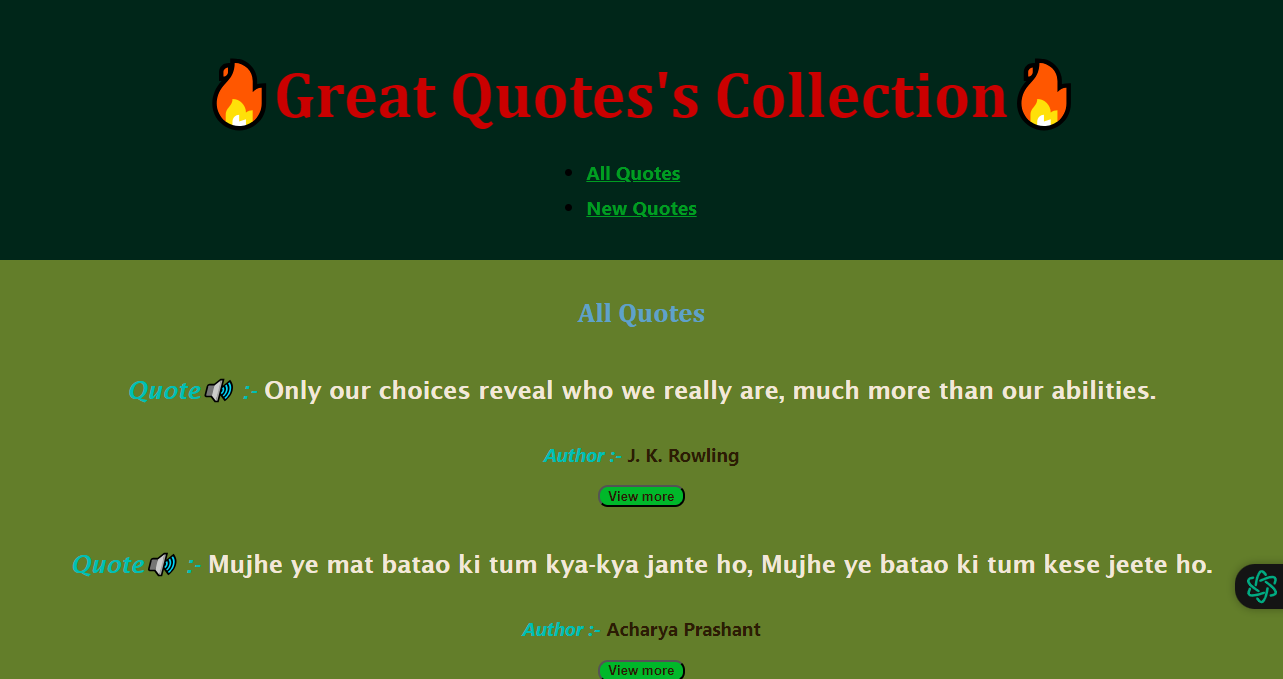 🔥Great Quotes's Collection🔥
All Quotes
New Quotes
All Quotes
Quote🔊 :- Only our choices reveal who we really are, much more than our abilities.
Author :- J. K. Rowling
View more
Quote🔊 :- Mujhe ye mat batao ki tum kya-kya jante ho, Mujhe ye batao ki tum kese jeete ho.
Author :- Acharya Prashant
View more